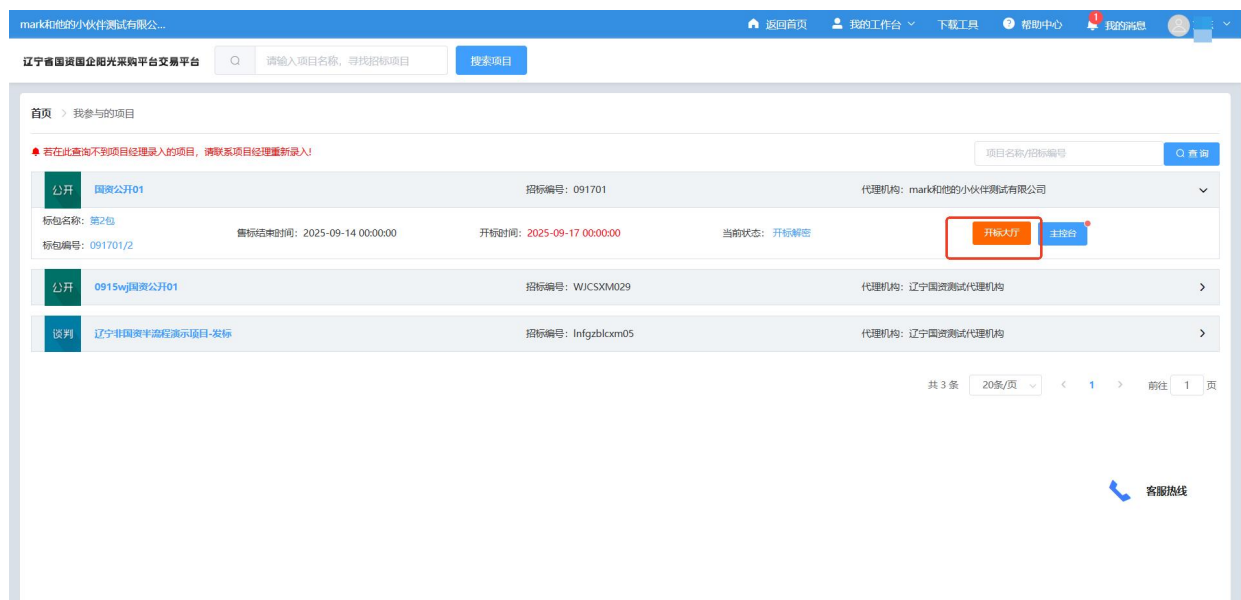 mark和他的小伙伴测试有限公... 返回首页 我的工作台 下载工具 帮助中心 1 我的消息
辽宁省国资国企阳光采购平台交易平台 请输入项目名称，寻找招标项目 搜索项目
首页 > 我参与的项目
若在此查询不到项目经理录入的项目，请联系项目经理重新录入! 项目名称/招标编号 查询
公开 国资公开01 招标编号：091701 代理机构：mark和他的小伙伴测试有限公司
标包名称：第2包
售标结束时间：2025-09-14 00:00:00 开标时间：2025-09-17 00:00:00 当前状态：开标解密 开标大厅 主控台
标包编号：091701/2
公开 0915wj国资公开01 招标编号：WJCSXM029 代理机构：辽宁国资测试代理机构
谈判 辽宁非国资半流程演示项目-发标 招标编号：lnfgzblcxm05 代理机构：辽宁国资测试代理机构
共 3 条 20条/页 < 1 > 前往 1 页
客服热线